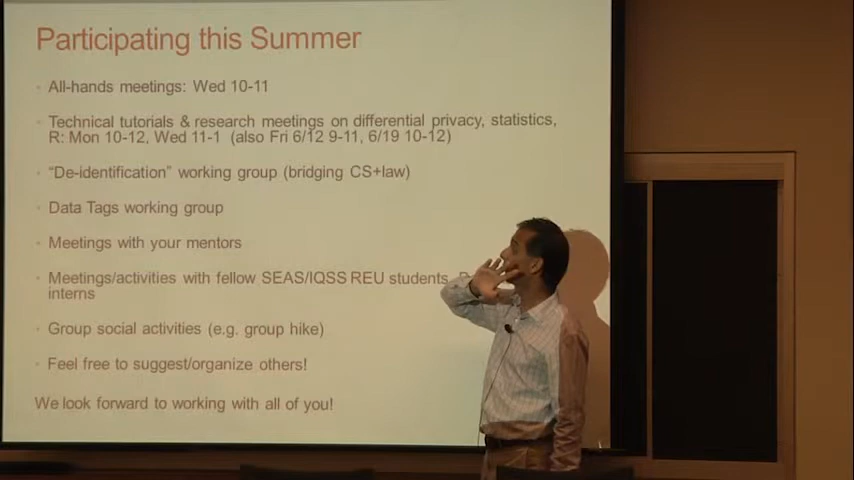 Participating this Summer
All-hands meetings: Wed 10-11
Technical tutorials & research meetings on differential privacy, statistics,
R: Mon 10-12, Wed 11-1 (also Fri 6/12 9-11, 6/19 10-12)
"De-identification" working group (bridging CS+law)
Data Tags working group
Meetings with your mentors
Meetings/activities with fellow SEAS/IQSS REU students
interns
Group social activities (e.g. group hike)
Feel free to suggest/organize others!
We look forward to working with all of you!